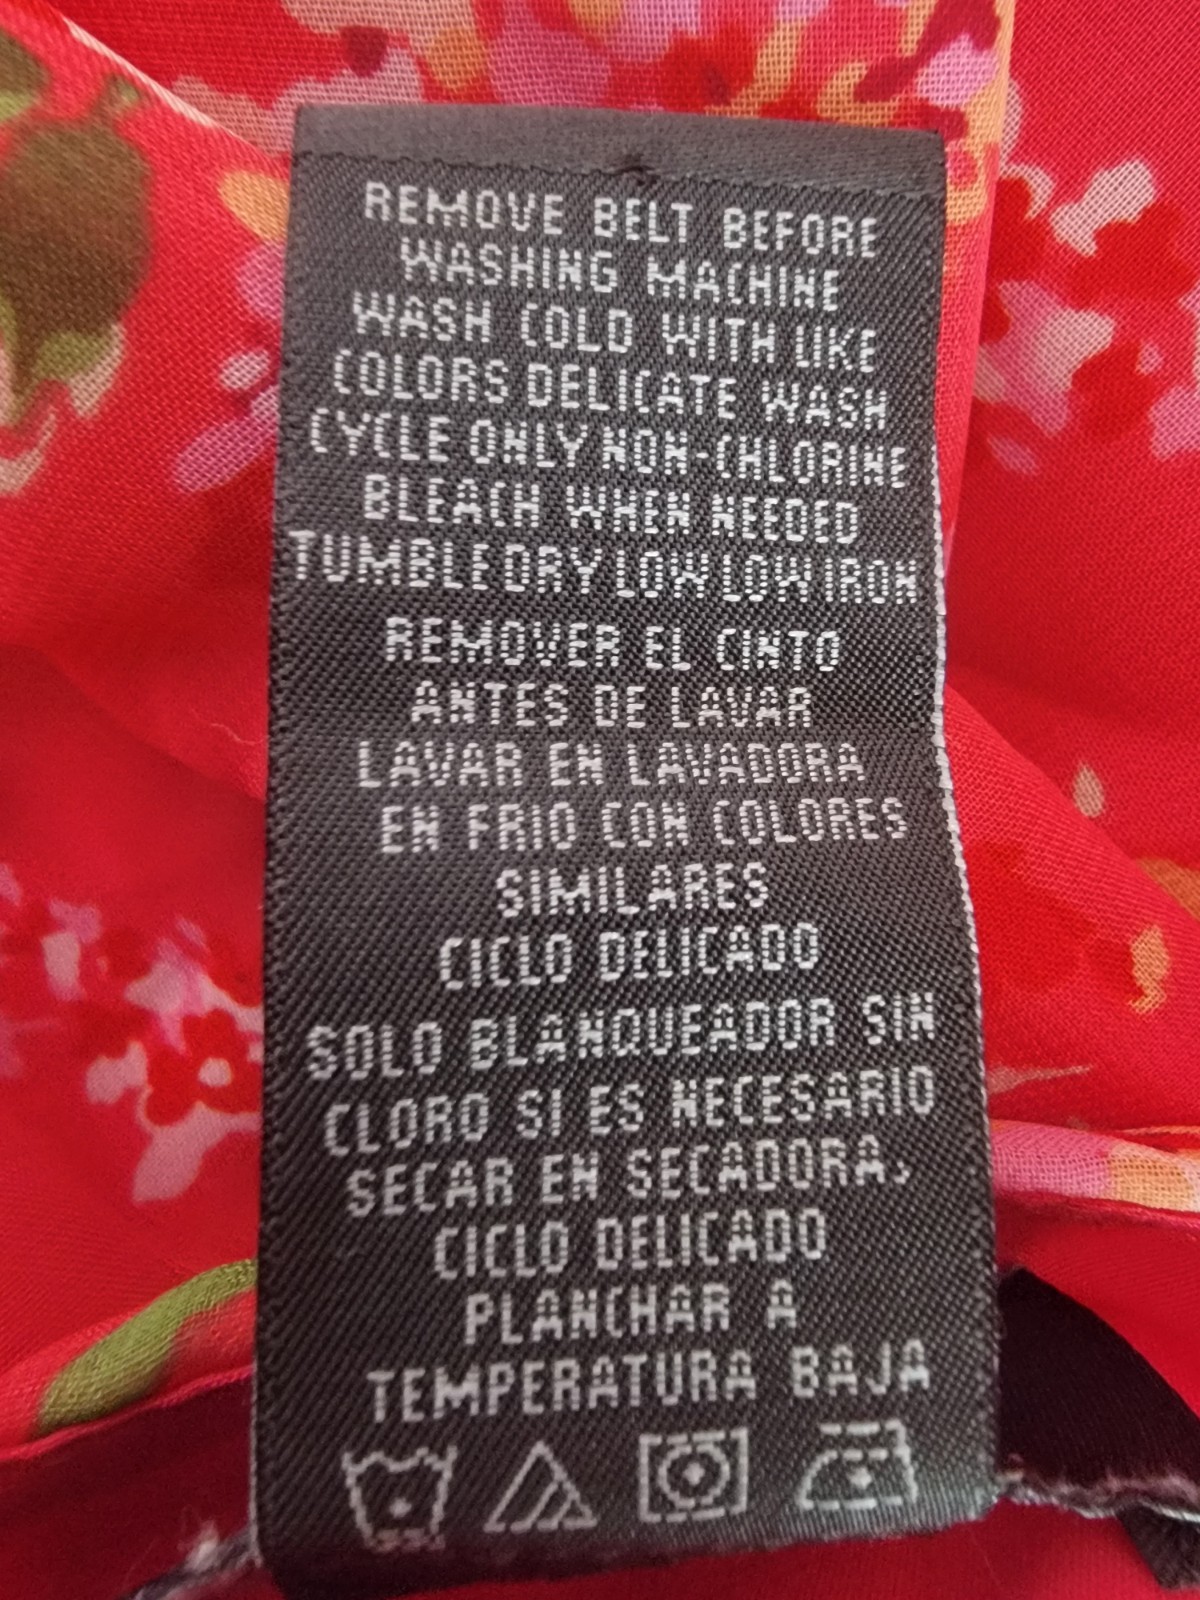 REMOVE BELT BEFORE
WASHING MACHINE
WASH COLD WITH LIKE
COLORS DELICATE WASH
CYCLE ONLY NON-CHLORINE
BLEACH WHEN NEEDED
TUMBLE DRY LOW LOW IRON
REMOVER EL CINTO
ANTES DE LAVAR
LAVAR EN LAVADORA
EN FRIO CON COLORES
SIMILARES
CICLO DELICADO
SOLO BLANQUEADOR SIN
CLORO SI ES NECESARIO
SECAR EN SECADORA,
CICLO DELICADO
PLANCHAR A
TEMPERATURA BAJA